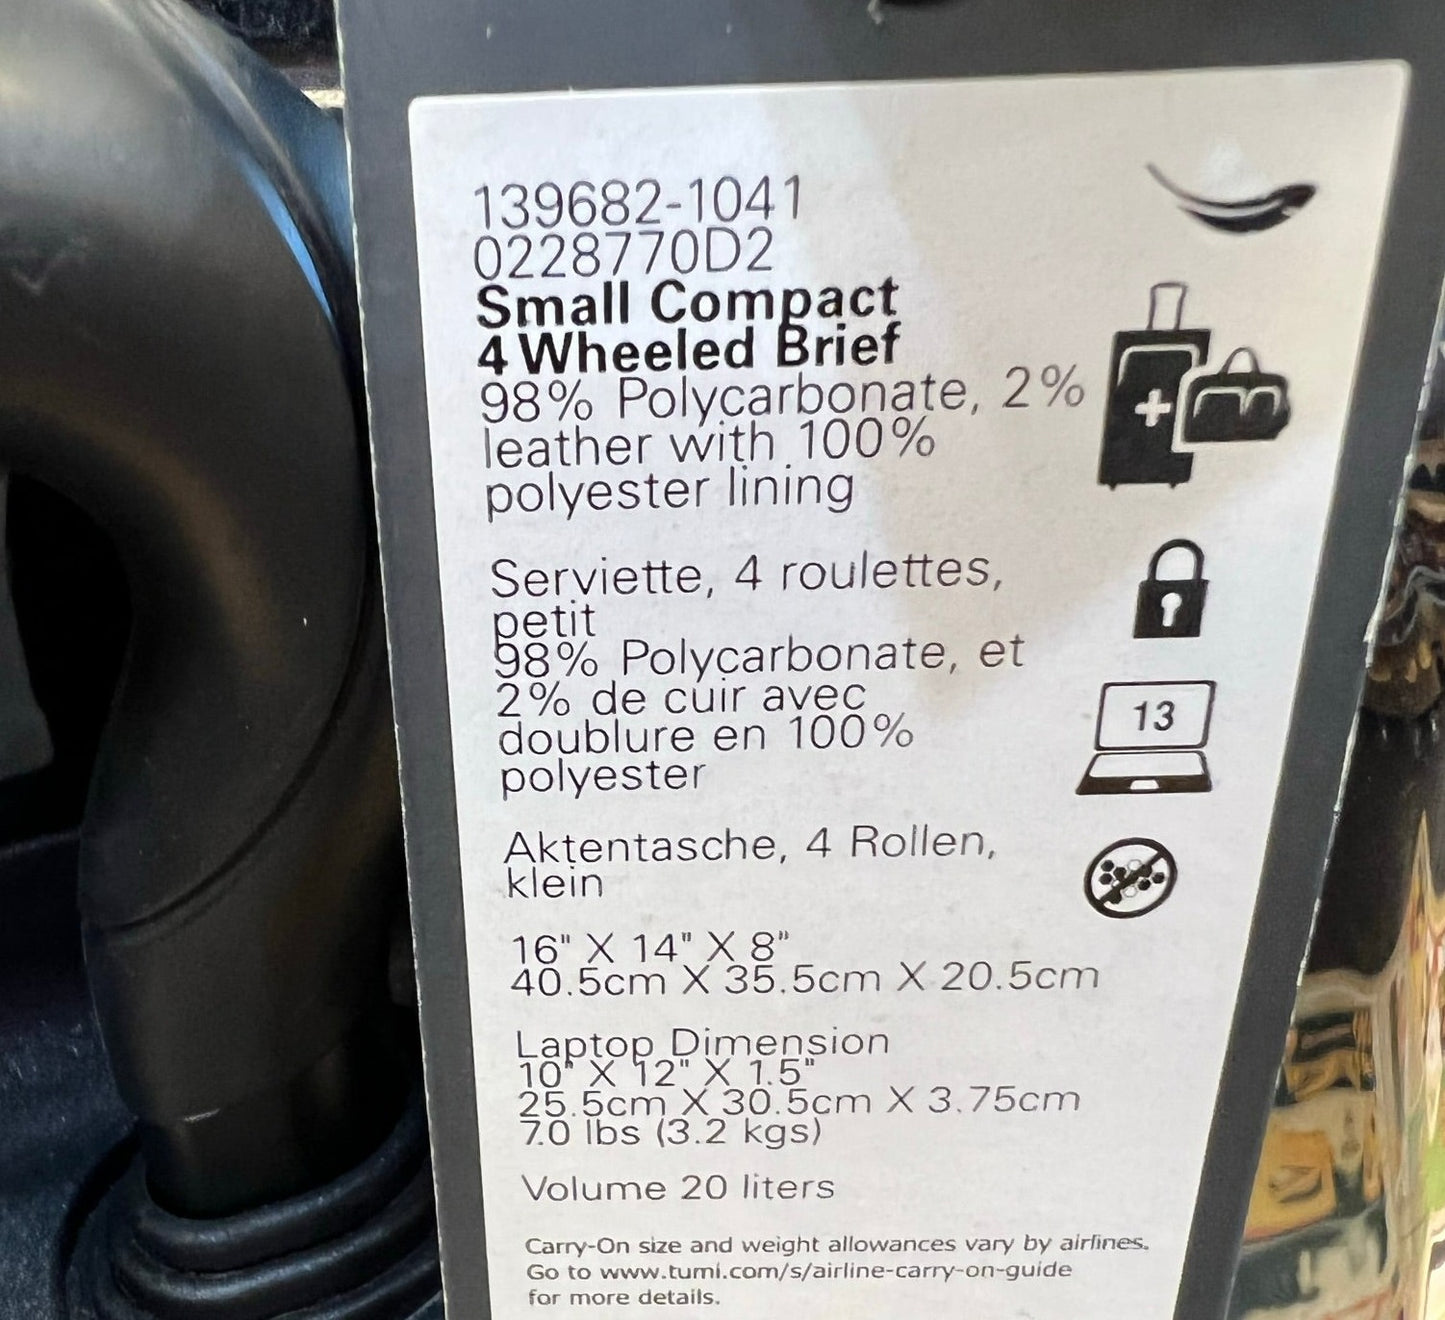 139682-1041
0228770D2
Small Compact
4 Wheeled Brief
98% Polycarbonate, 2%
leather with 100%
polyester lining
Serviette, 4 roulettes,
petit
98% Polycarbonate, et
2% de cuir avec
doublure en 100%
polyester
13
Aktentasche, 4 Rollen,
klein
16" X 14" X 8"
40.5cm X 35.5cm X 20.5cm
Laptop Dimension
10" X 12" X 1.5"
25.5cm X 30.5cm X 3.75cm
7.0 lbs (3.2 kgs)
Volume 20 liters
Carry-On size and weight allowances vary by airlines.
Go to www.tumi.com/s/airline-carry-on-guide
for more details.